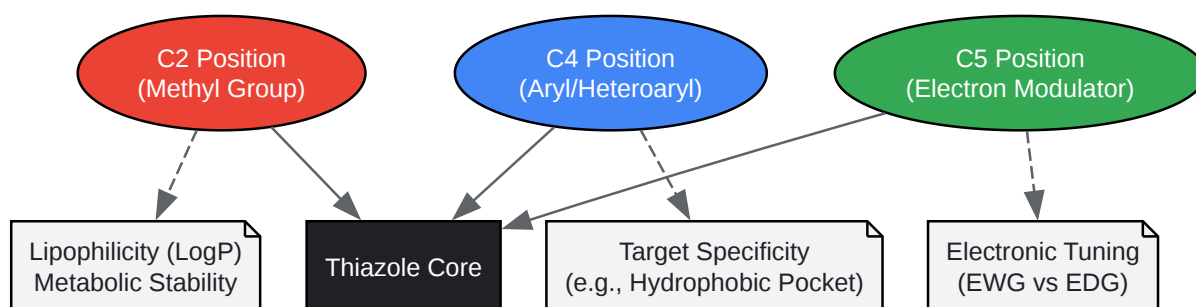 C2 Position
(Methyl Group)
C4 Position
(Aryl/Heteroaryl)
C5 Position
(Electron Modulator)
Lipophilicity (LogP)
Metabolic Stability
Thiazole Core
Target Specificity
(e.g., Hydrophobic Pocket)
Electronic Tuning
(EWG vs EDG)